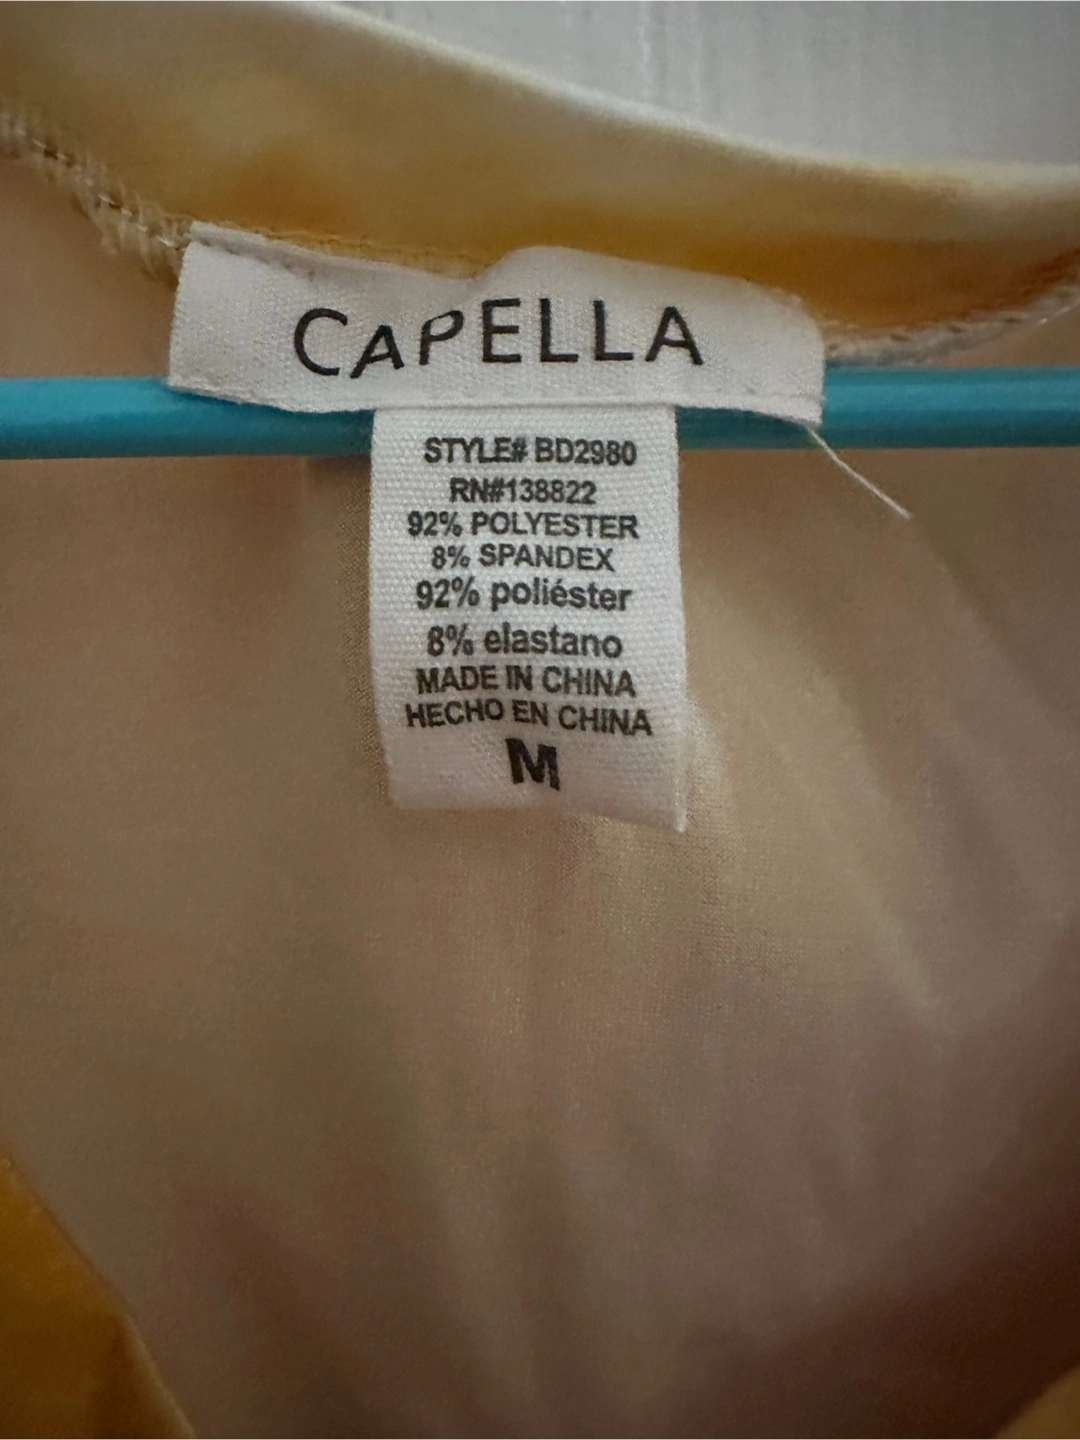 CAPELLA
STYLE# BD2980
RN#138822
92% POLYESTER
8% SPANDEX
92% poliéster
8% elastano
MADE IN CHINA
HECHO EN CHINA
M